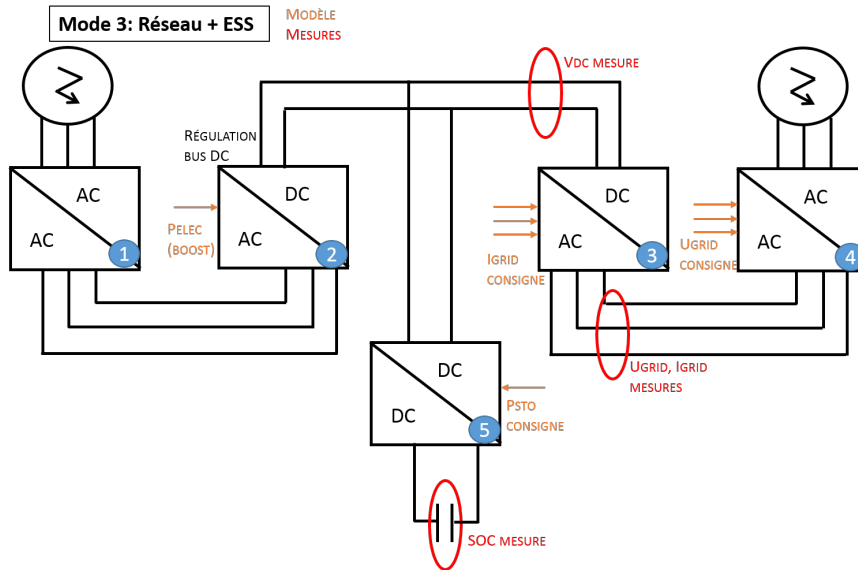 Mode 3: Réseau + ESS
MODÈLE
MESURES
VDC MESURE
RÉGULATION
BUS DC
AC
AC
1
PELEC
(BOOST)
DC
AC
2
IGRID
CONSIGNE
DC
AC
3
UGRID
CONSIGNE
AC
AC
4
UGRID, IGRID
MESURES
DC
DC
5
PSTO
CONSIGNE
SOC MESURE